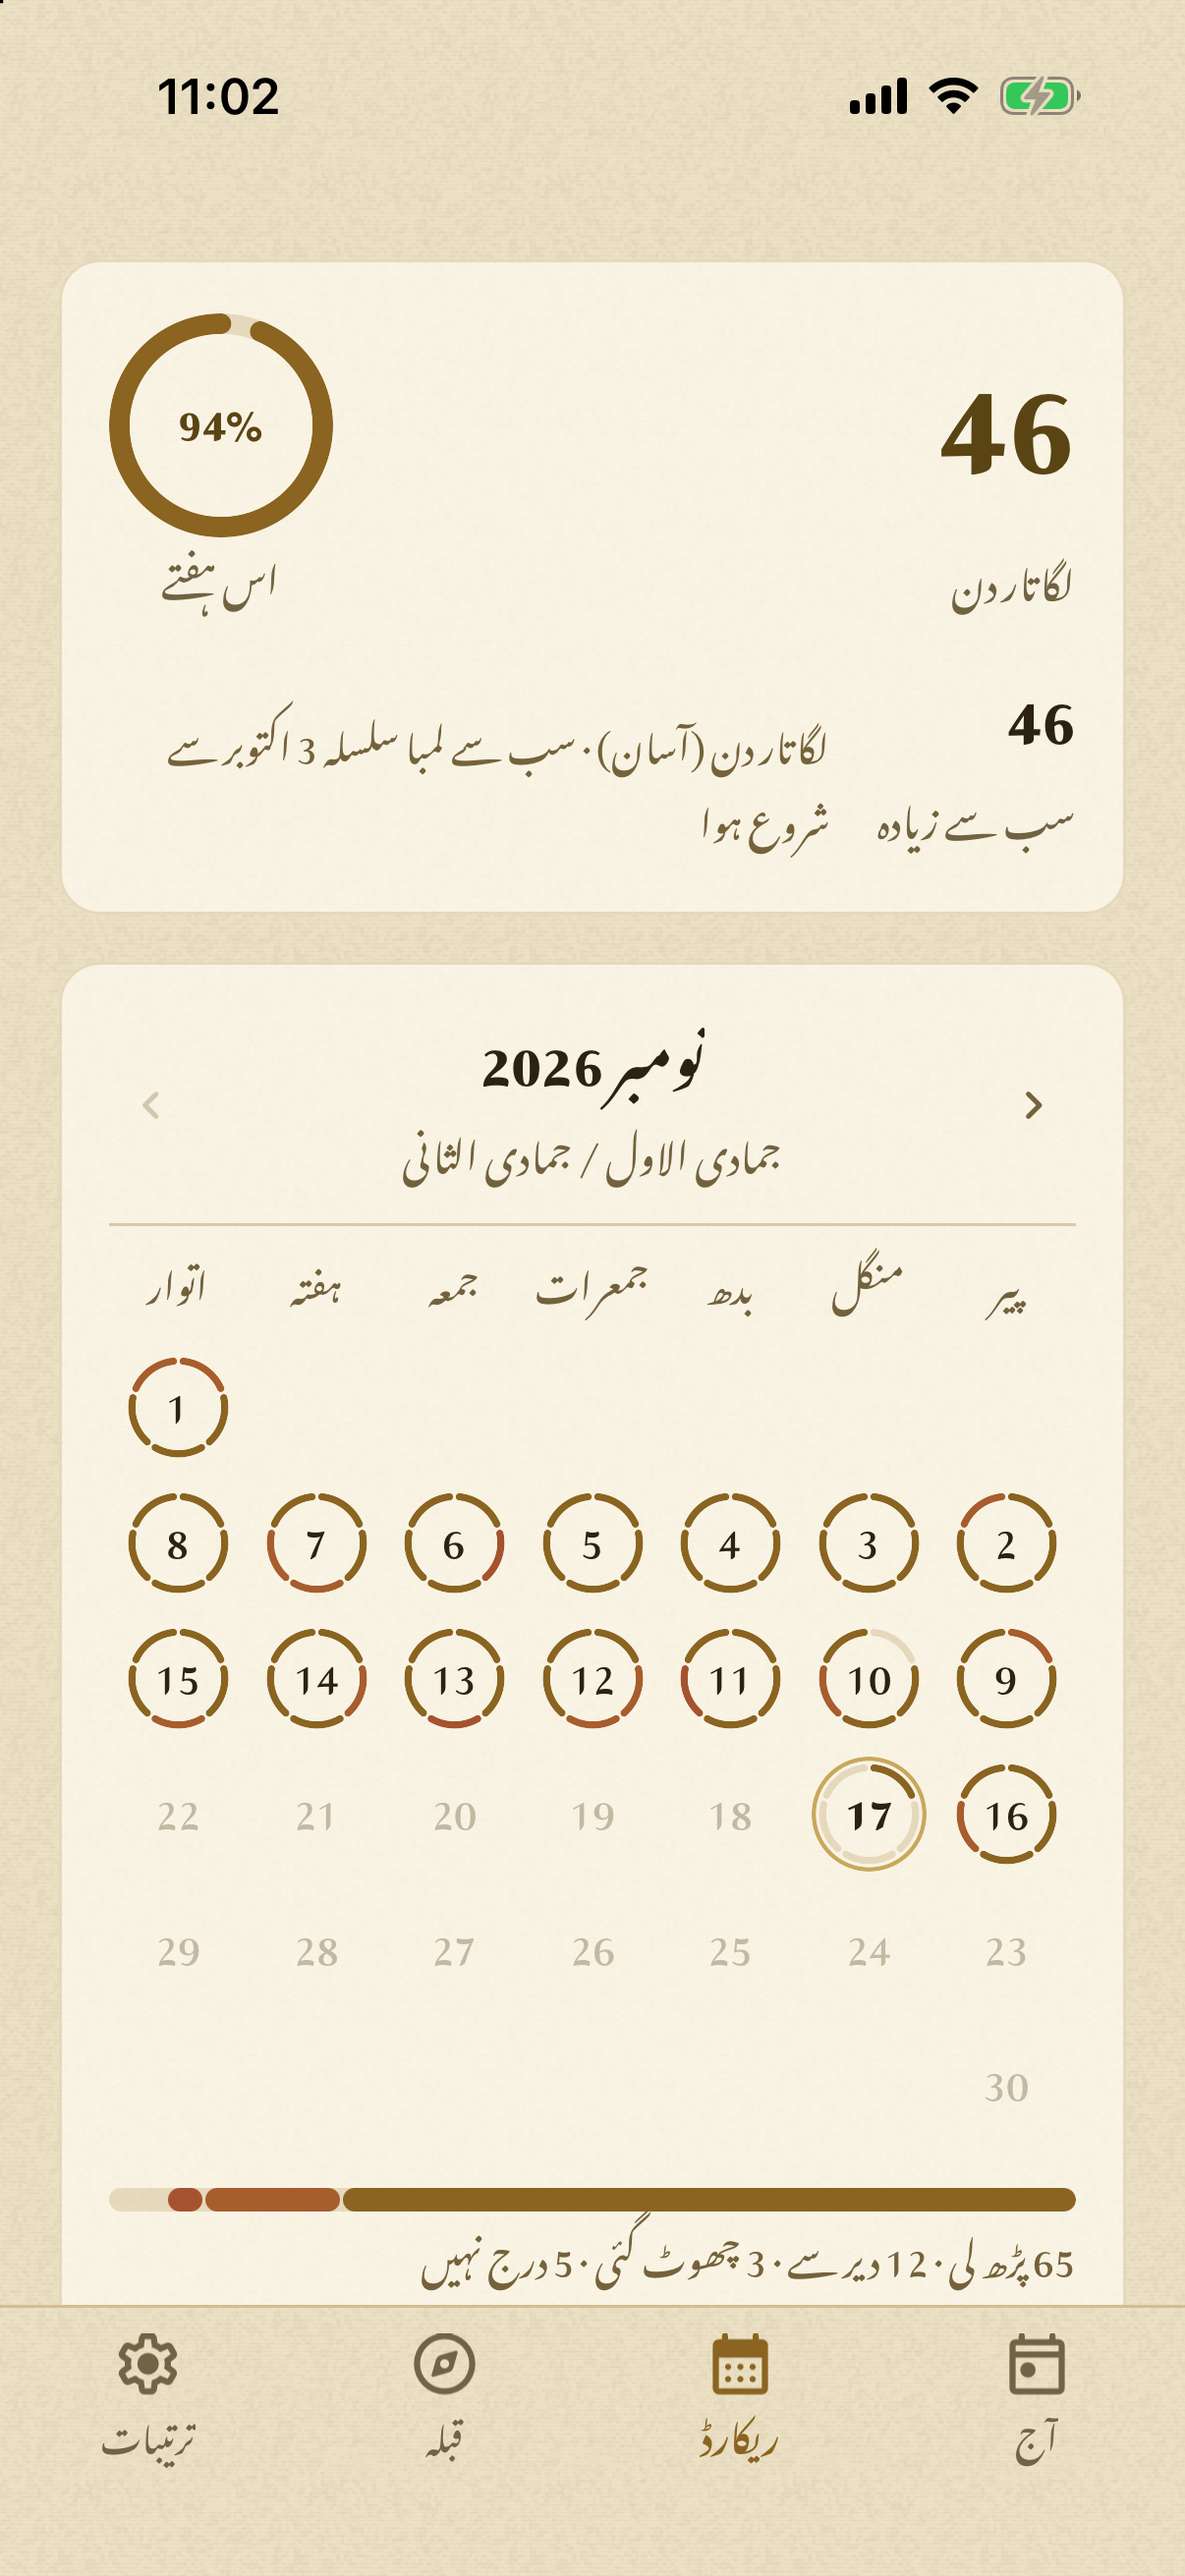 11:02
46
لگاتار دن
94%
اس ہفتے
46
سب سے زیادہ
لگاتار دن (آسان) · سب سے لمبا سلسلہ 3 اکتوبر سے
شروع ہوا
نومبر 2026
جمادی الاول / جمادی الثانی
پیر منگل بدھ جمعرات جمعہ ہفتہ اتوار
1
2 3 4 5 6 7 8
9 10 11 12 13 14 15
16 17 18 19 20 21 22
23 24 25 26 27 28 29
30
65 پڑھ لی · 12 دیر سے · 3 چھوٹ گئی · 5 درج نہیں
آج ریکارڈ قبلہ ترتیبات